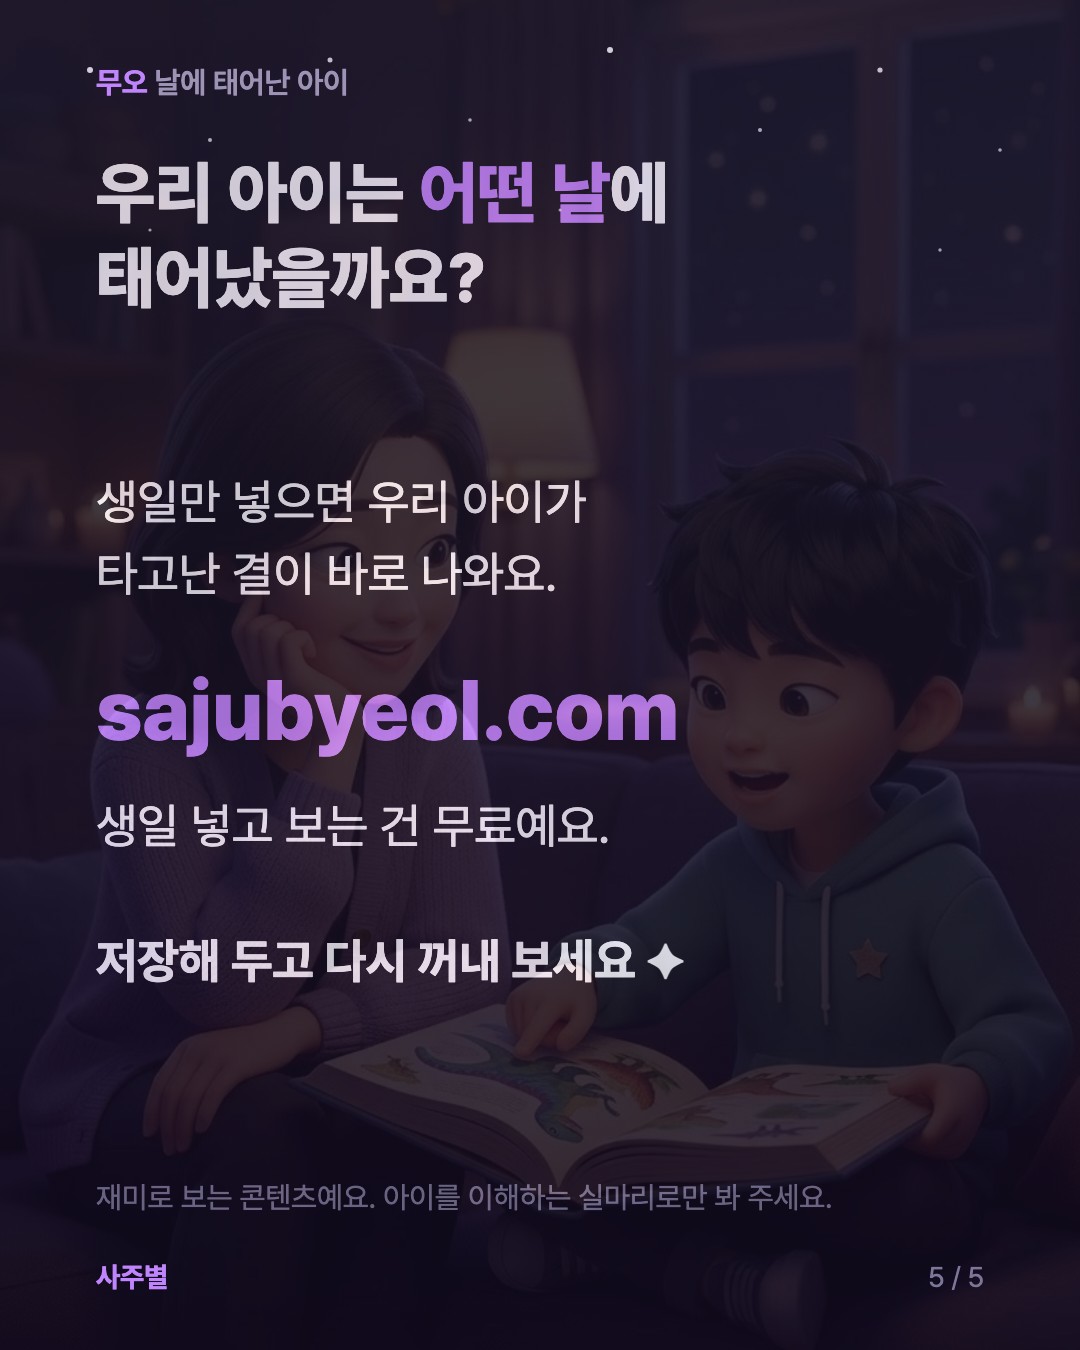 무오 날에 태어난 아이
우리 아이는 어떤 날에
태어났을까요?
생일만 넣으면 우리 아이가
타고난 결이 바로 나와요.
sajubyeol.com
생일 넣고 보는 건 무료예요.
저장해 두고 다시 꺼내 보세요 ✦
재미로 보는 콘텐츠예요. 아이를 이해하는 실마리로만 봐 주세요.
사주별
5 / 5